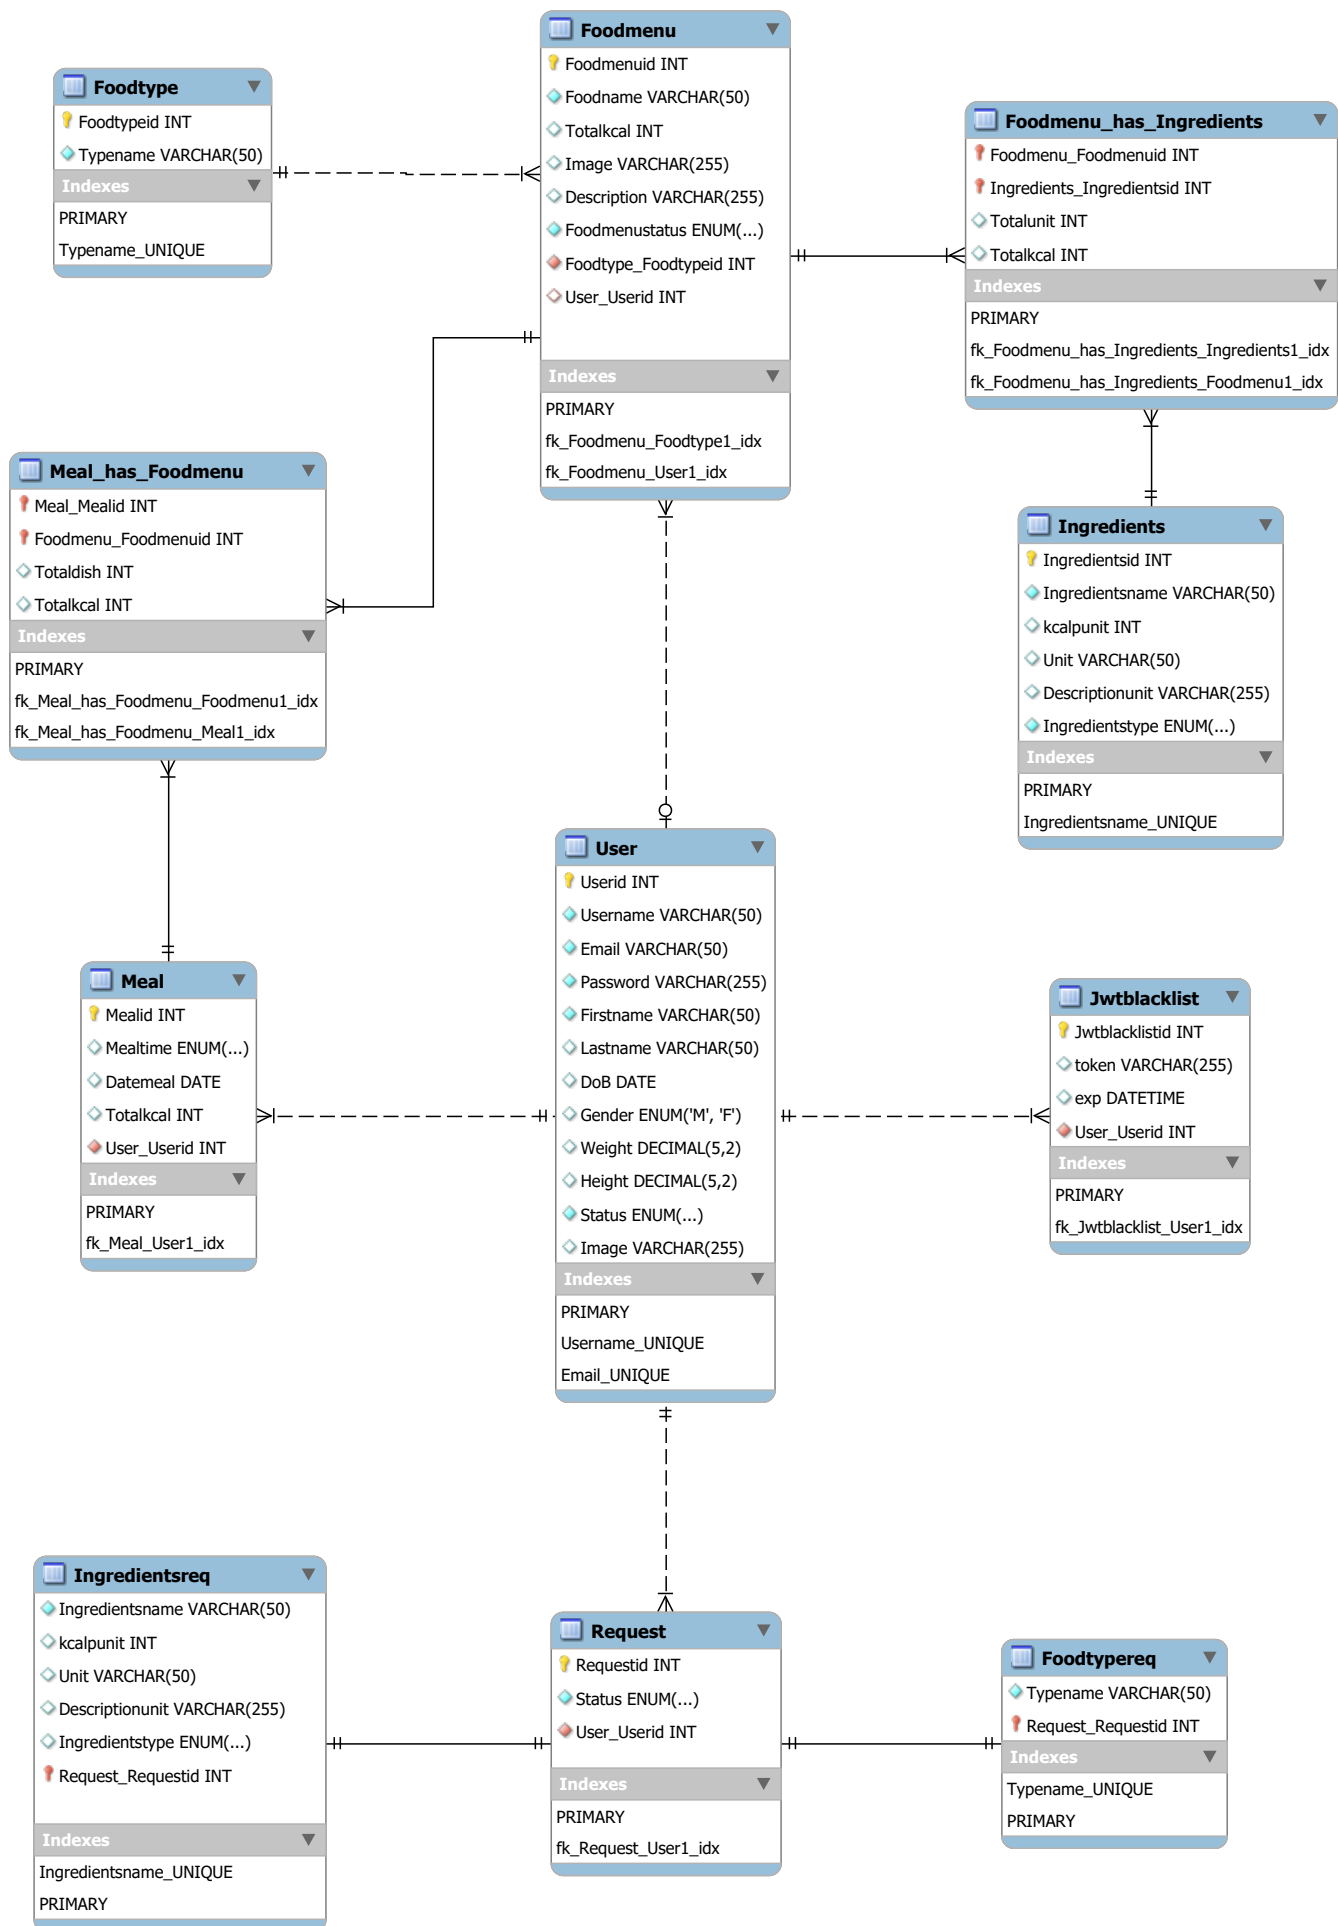 Foodmenu
Foodmenuid INT
Foodname VARCHAR(50)
Totalkcal INT
Image VARCHAR(255)
Description VARCHAR(255)
Foodmenustatus ENUM(...)
Foodtype_Foodtypeid INT
User_Userid INT
Indexes
PRIMARY
fk_Foodmenu_Foodtype1_idx
fk_Foodmenu_User1_idx
Foodtype
Foodtypeid INT
Typename VARCHAR(50)
Indexes
PRIMARY
Typename_UNIQUE
Foodmenu_has_Ingredients
Foodmenu_Foodmenuid INT
Ingredients_Ingredientsid INT
Totalunit INT
Totalkcal INT
Indexes
PRIMARY
fk_Foodmenu_has_Ingredients_Ingredients1_idx
fk_Foodmenu_has_Ingredients_Foodmenu1_idx
Meal_has_Foodmenu
Meal_Mealid INT
Foodmenu_Foodmenuid INT
Totaldish INT
Totalkcal INT
Indexes
PRIMARY
fk_Meal_has_Foodmenu_Foodmenu1_idx
fk_Meal_has_Foodmenu_Meal1_idx
Ingredients
Ingredientsid INT
Ingredientsname VARCHAR(50)
kcalpunit INT
Unit VARCHAR(50)
Descriptionunit VARCHAR(255)
Ingredientstype ENUM(...)
Indexes
PRIMARY
Ingredientsname_UNIQUE
User
Userid INT
Username VARCHAR(50)
Email VARCHAR(50)
Password VARCHAR(255)
Firstname VARCHAR(50)
Lastname VARCHAR(50)
DoB DATE
Gender ENUM('M', 'F')
Weight DECIMAL(5,2)
Height DECIMAL(5,2)
Status ENUM(...)
Image VARCHAR(255)
Indexes
PRIMARY
Username_UNIQUE
Email_UNIQUE
Meal
Mealid INT
Mealtime ENUM(...)
Datemeal DATE
Totalkcal INT
User_Userid INT
Indexes
PRIMARY
fk_Meal_User1_idx
Jwtblacklist
Jwtblacklistid INT
token VARCHAR(255)
exp DATETIME
User_Userid INT
Indexes
PRIMARY
fk_Jwtblacklist_User1_idx
Ingredientsreq
Ingredientsname VARCHAR(50)
kcalpunit INT
Unit VARCHAR(50)
Descriptionunit VARCHAR(255)
Ingredientstype ENUM(...)
Request_Requestid INT
Indexes
Ingredientsname_UNIQUE
PRIMARY
Request
Requestid INT
Status ENUM(...)
User_Userid INT
Indexes
PRIMARY
fk_Request_User1_idx
Foodtypereq
Typename VARCHAR(50)
Request_Requestid INT
Indexes
Typename_UNIQUE
PRIMARY